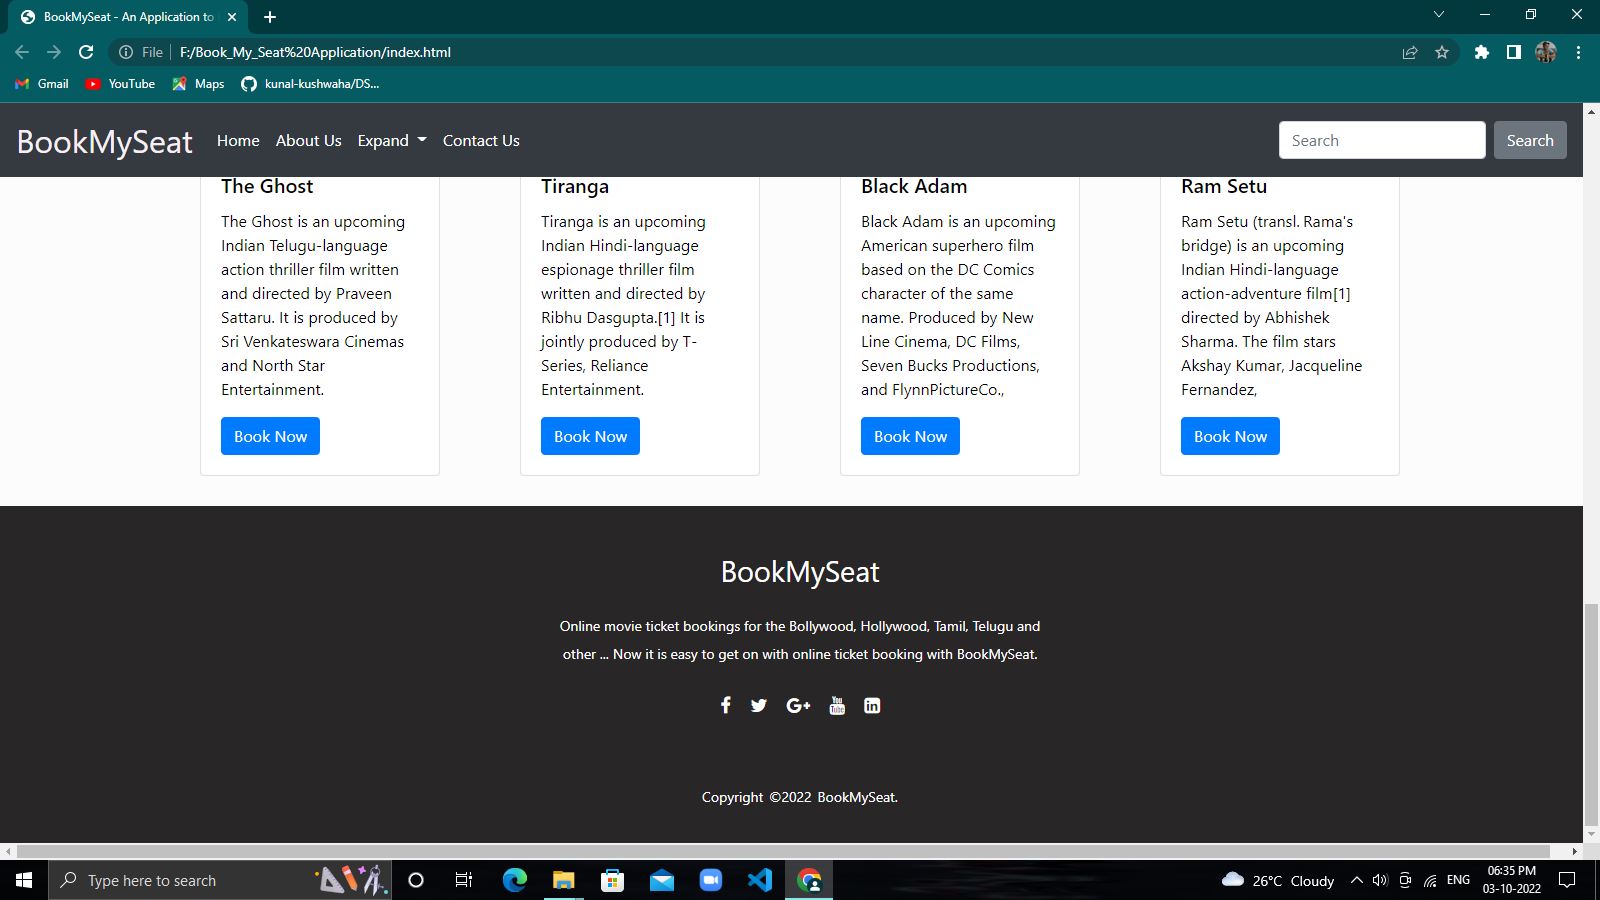 BookMySeat - An Application to
File
F:/Book_My_Seat%20Application/index.html
Gmail
YouTube
Maps
kunal-kushwaha/DS...
BookMySeat
Home
About Us
Expand
Contact Us
Search
Search
The Ghost
The Ghost is an upcoming
Indian Telugu-language
action thriller film written
and directed by Praveen
Sattaru. It is produced by
Sri Venkateswara Cinemas
and North Star
Entertainment.
Book Now
Tiranga
Tiranga is an upcoming
Indian Hindi-language
espionage thriller film
written and directed by
Ribhu Dasgupta.[1] It is
jointly produced by T-
Series, Reliance
Entertainment.
Book Now
Black Adam
Black Adam is an upcoming
American superhero film
based on the DC Comics
character of the same
name. Produced by New
Line Cinema, DC Films,
Seven Bucks Productions,
and FlynnPictureCo.,
Book Now
Ram Setu
Ram Setu (transl. Rama's
bridge) is an upcoming
Indian Hindi-language
action-adventure film[1]
directed by Abhishek
Sharma. The film stars
Akshay Kumar, Jacqueline
Fernandez,
Book Now
BookMySeat
Online movie ticket bookings for the Bollywood, Hollywood, Tamil, Telugu and
other ... Now it is easy to get on with online ticket booking with BookMySeat.
G+
You
Tube
in
Copyright ©2022 BookMySeat.
Type here to search
26°C Cloudy
ENG
06:35 PM
03-10-2022